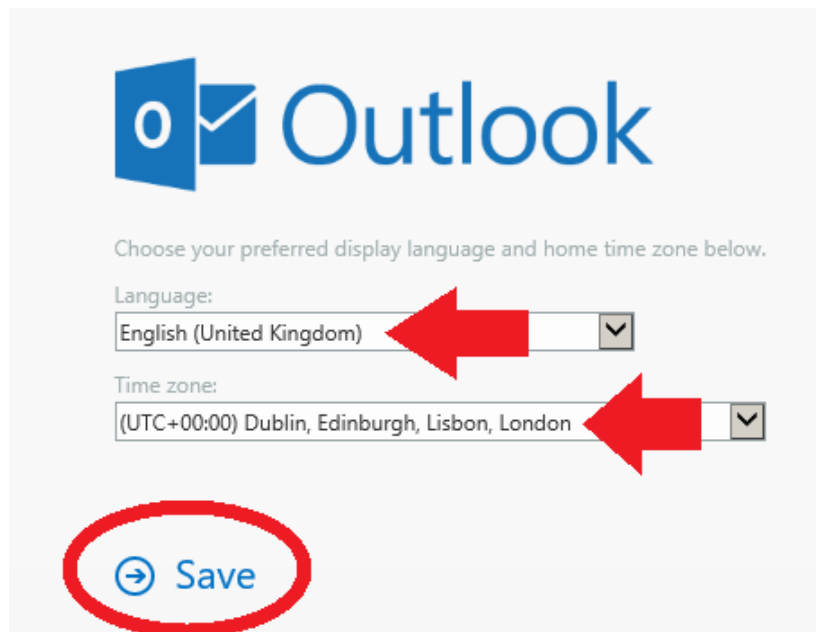 Outlook
Choose your preferred display language and home time zone below.
Language:
English (United Kingdom)
Time zone:
(UTC+00:00) Dublin, Edinburgh, Lisbon, London
Save